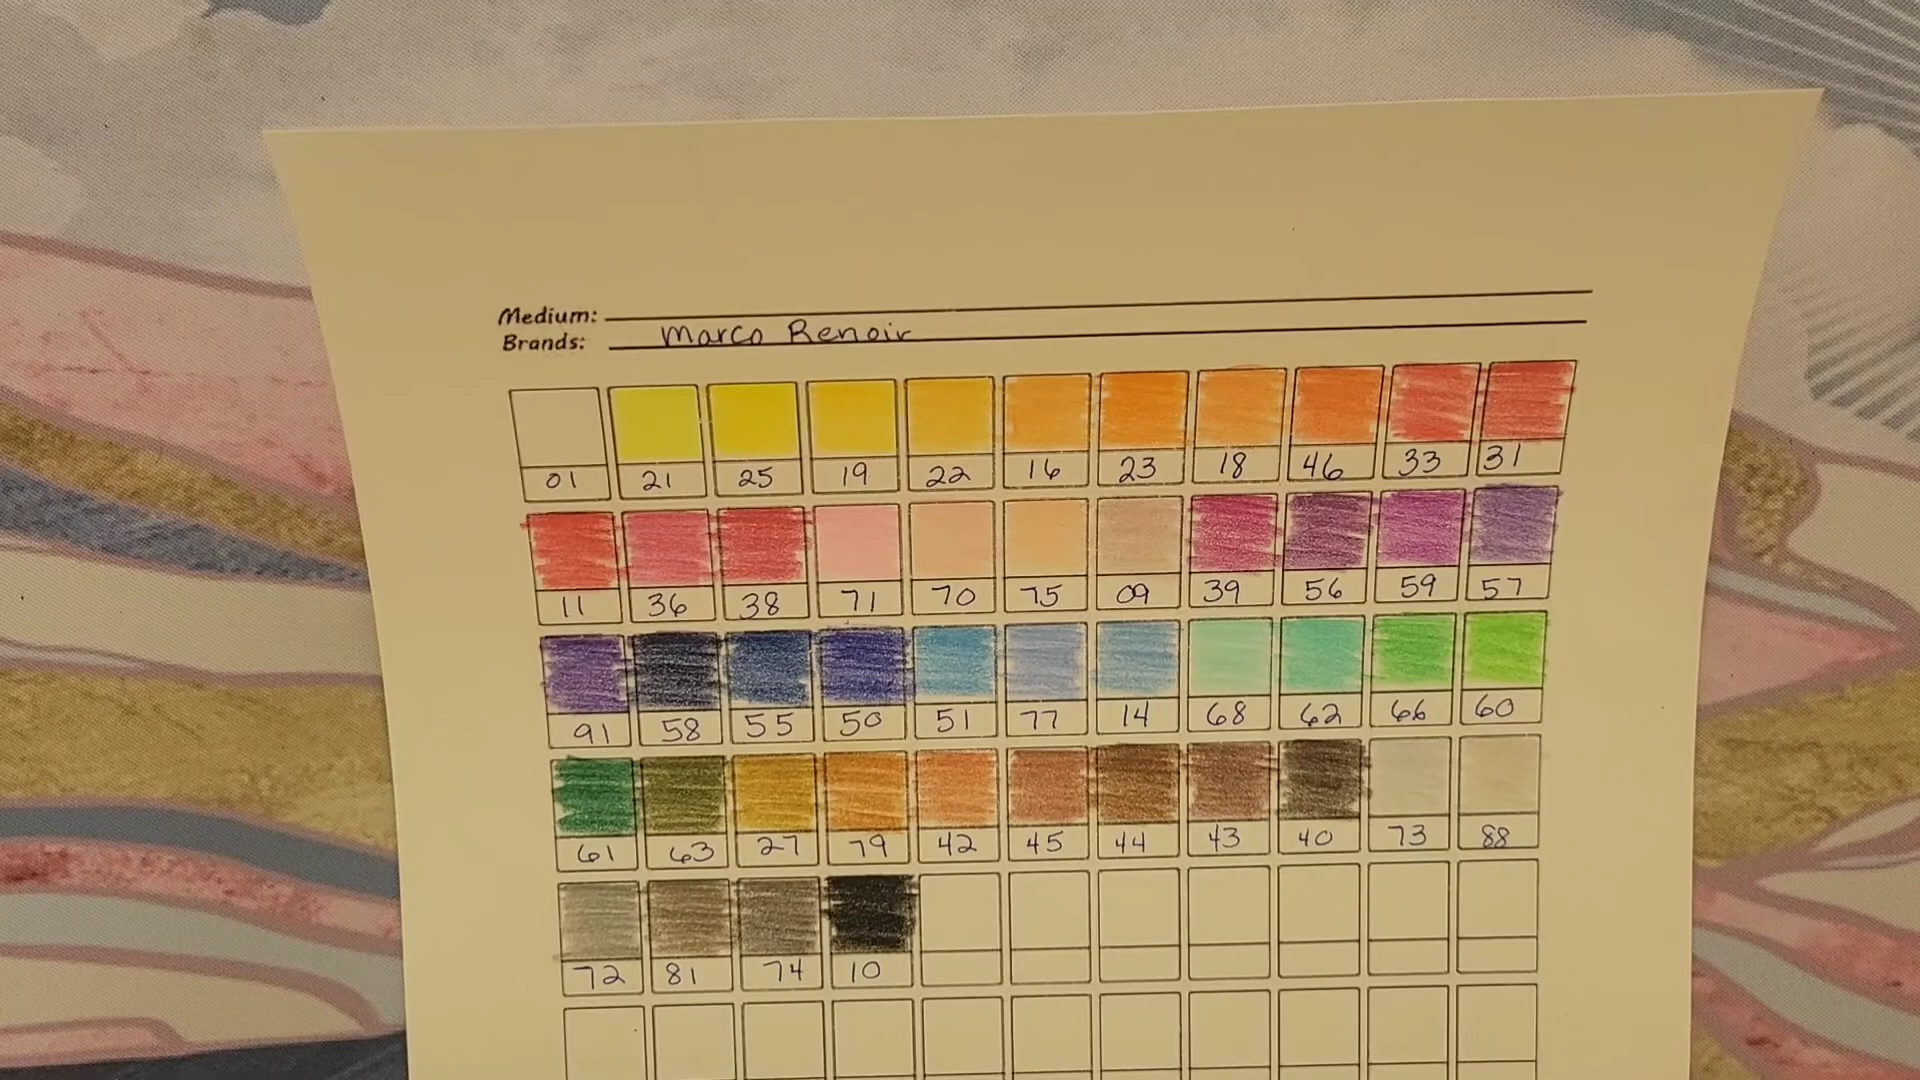 Medium:
Brands: Marco Renoir
01 21 25 19 22 16 23 18 46 33 31
11 36 38 71 70 75 09 39 56 59 57
91 58 55 50 51 77 14 68 62 66 60
61 63 27 79 42 45 44 43 40 73 88
72 81 74 10